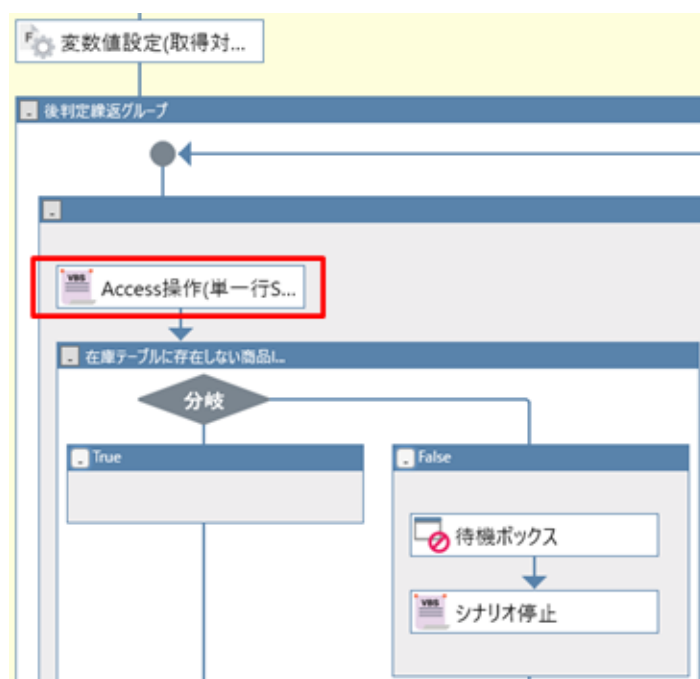 変数値設定(取得対...
後判定繰返グループ
VBS
Access操作(単一行S...
在庫テーブルに存在しない商品I...
分岐
True
False
待機ボックス
VBS
シナリオ停止